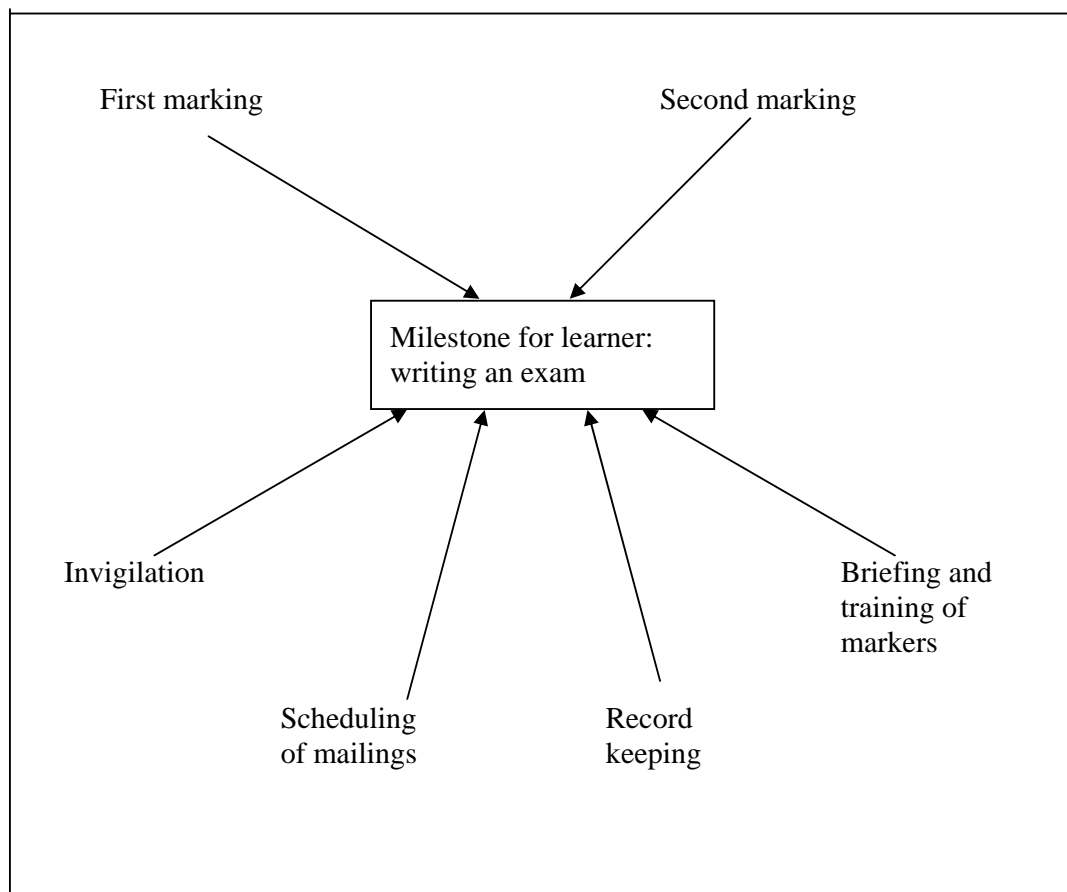 First marking
Second marking
Milestone for learner:
writing an exam
Invigilation
Briefing and
training of
markers
Scheduling
of mailings
Record
keeping